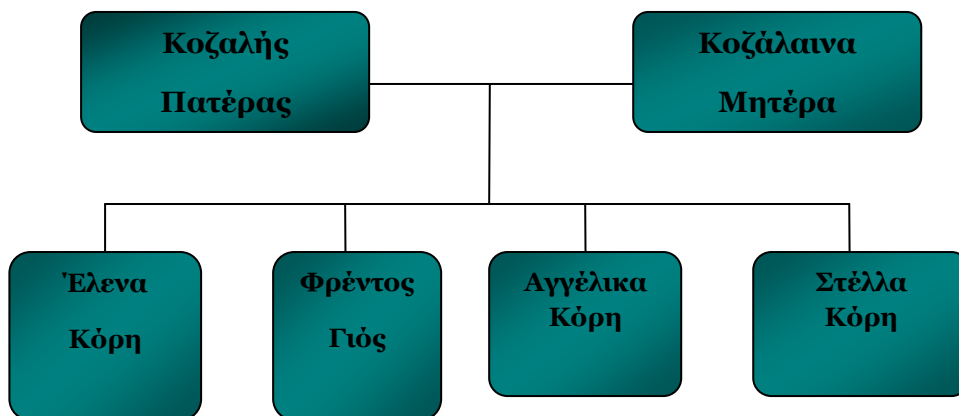 Κοζαλής
Πατέρας
Κοζάλαινα
Μητέρα
Έλενα
Κόρη
Φρέντος
Γιός
Αγγέλικα
Κόρη
Στέλλα
Κόρη